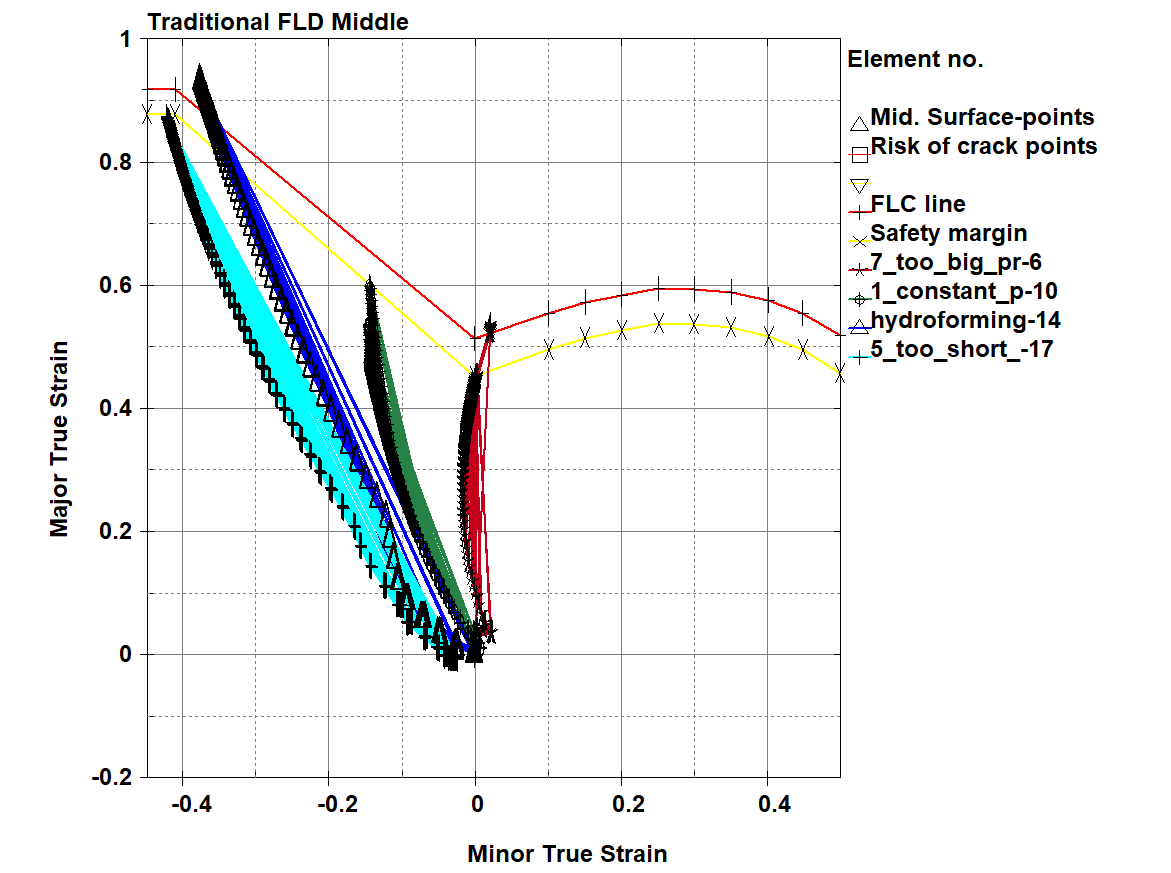 Traditional FLD Middle
1
0.8
0.6
0.4
0.2
0
-0.2
-0.4
-0.2
0
0.2
0.4
Major True Strain
Minor True Strain
Element no.
Mid. Surface-points
Risk of crack points
FLC line
Safety margin
7_too_big_pr-6
1_constant_p-10
hydroforming-14
5_too_short_-17